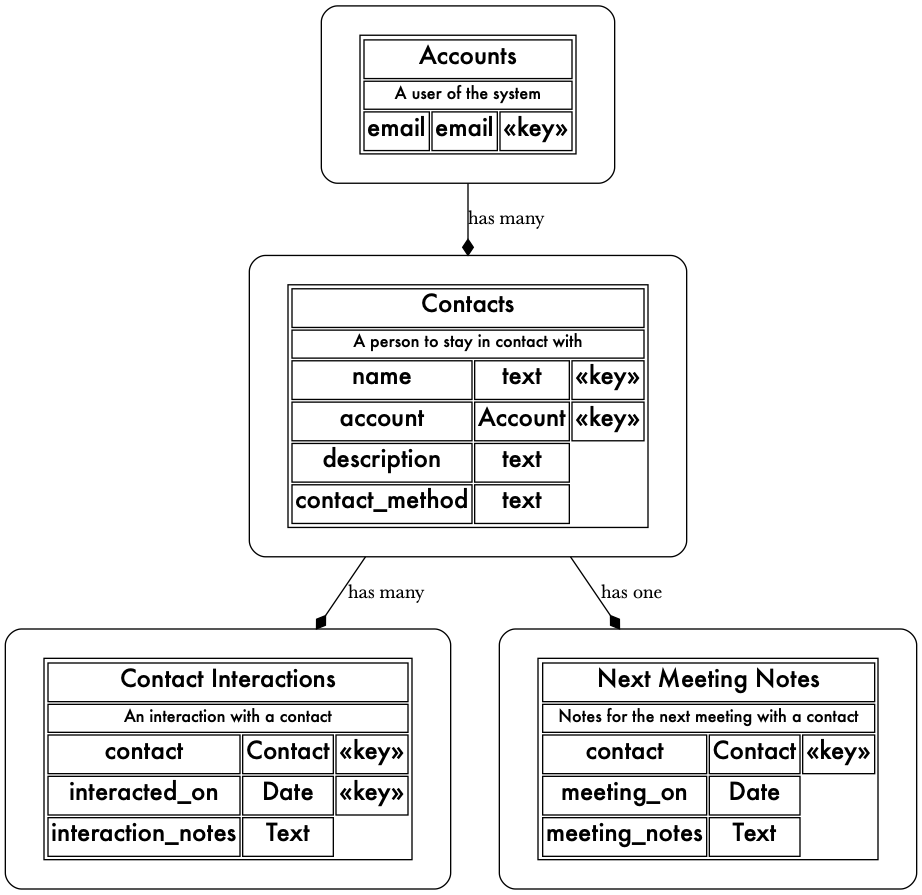 Accounts
A user of the system
email email «key»
has many
Contacts
A person to stay in contact with
name text «key»
account Account «key»
description text
contact_method text
has many
has one
Contact Interactions
An interaction with a contact
contact Contact «key»
interacted_on Date «key»
interaction_notes Text
Next Meeting Notes
Notes for the next meeting with a contact
contact Contact «key»
meeting_on Date
meeting_notes Text